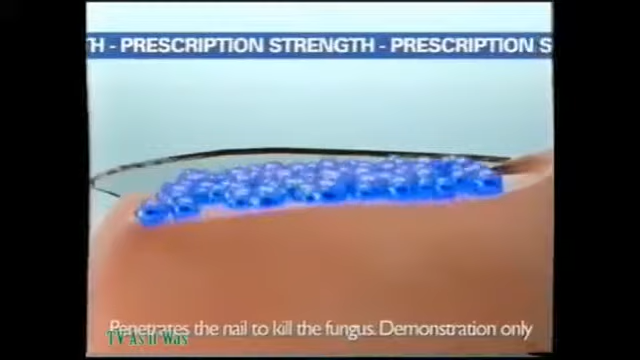 TH - PRESCRIPTION STRENGTH - PRESCRIPTION S
Penetrates the nail to kill the fungus. Demonstration only
TV As It Was